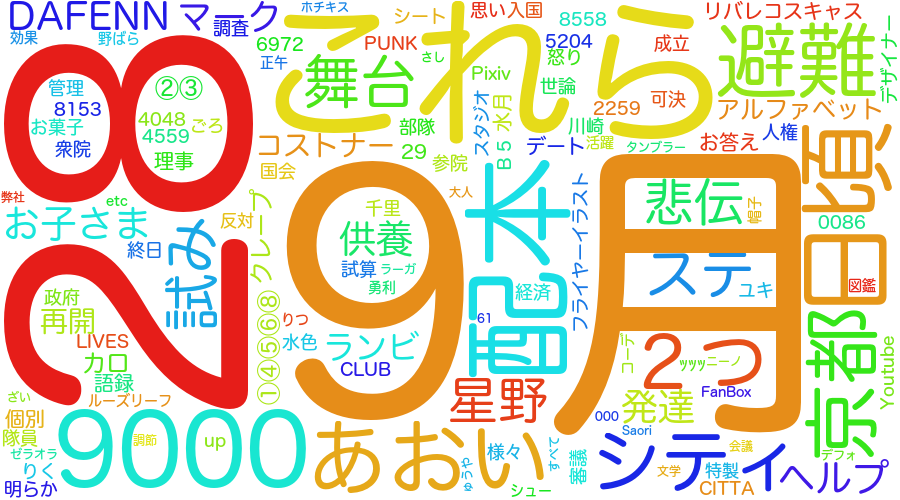 DAFENN
マーク
調査
効果
野ばら
ホチキス
シート
思い入国
リバレコスキャス
6972
正午
PUNK
さし
8558
5204
怒り
成立
避難
デザイナー
これら
28
管理
②③
8153
お菓子
4048
ごろ
4559
衆院
理事
舞台
部隊
29
コストナー
参院
国会
Pixiv
世論
水月
B5
スタジオ
2259
可決
アルファベット
川崎
デート
活躍
タンブラー
お答え
人権
日頃
弊社
etc
お子さま
終日
反対
クレープ
試み
千里
供養
試算
ラーガ
勇利
大人
配本
9月
悲伝
帽子
0086
ステ
ユキ
図鑑
フライヤーイラスト
経済
61
政府
再開
LIVES
カロ
語録
ルーズリーフ
①④⑤⑥⑧
りつ
水色
ランビ
CLUB
星野
2つ
コーデ
ッッッ
ニーノ
FanBox
発達
京都
Youtube
個別
隊員
ざい
ゼラオラ
りく
明らか
9000
調節
up
あおい
様々
ゅうや
シュー
すべて
審議
000
Saori
シティ
文学
会議
特製
CITTA
ヘルプ
デフォ